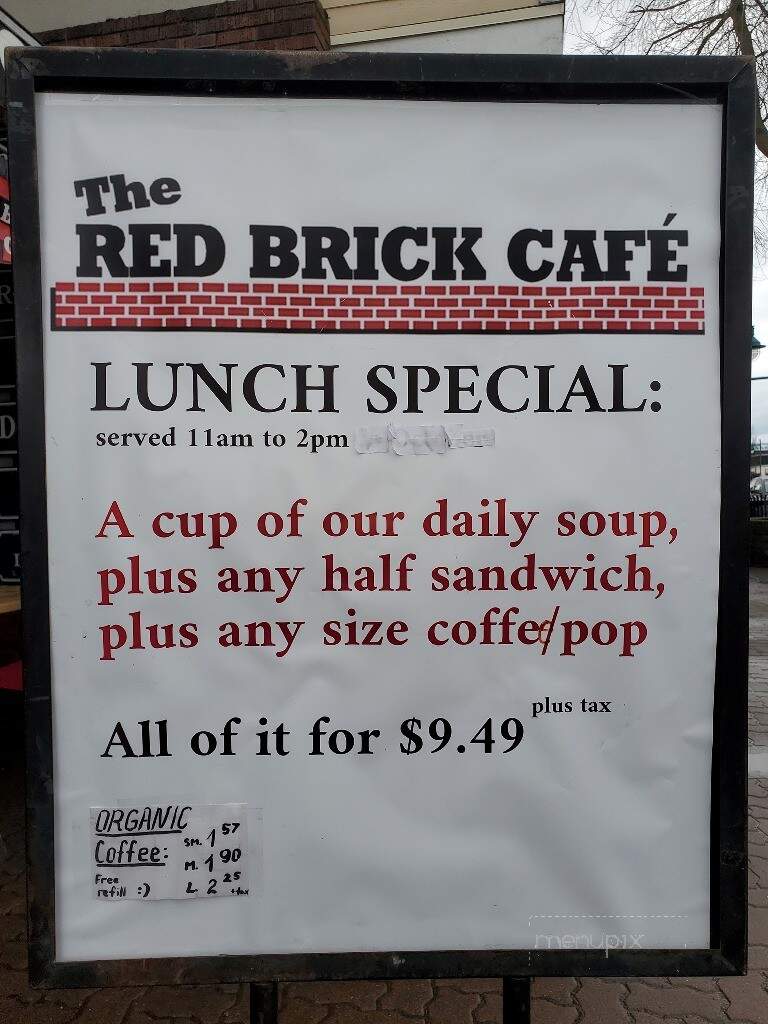 The
RED BRICK CAFÉ
LUNCH SPECIAL:
served 11am to 2pm
A cup of our daily soup,
plus any half sandwich,
plus any size coffee/pop
All of it for $9.49 plus tax
ORGANIC
Coffee:
SM. 1 57
M. 1 90
L 2 25 +tax
Free
refill :)
menupix